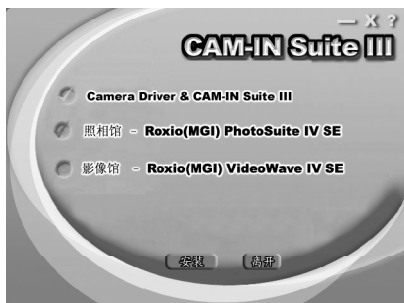 — X ?
CAM-IN Suite III
Camera Driver & CAM-IN Suite III
照相馆 - Roxio(MGI) PhotoSuite IV SE
影像馆 - Roxio(MGI) VideoWave IV SE
安装 离开